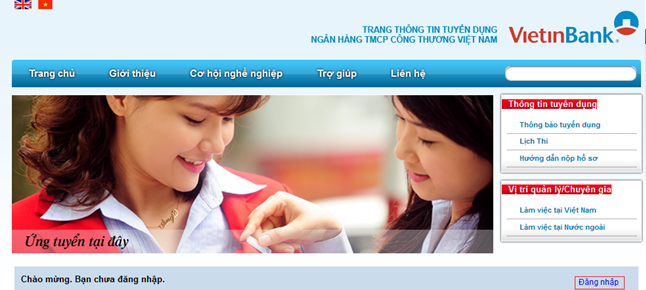 TRANG THÔNG TIN TUYỂN DỤNG
NGÂN HÀNG TMCP CÔNG THƯƠNG VIỆT NAM
VietinBank
Trang chủ
Giới thiệu
Cơ hội nghề nghiệp
Trợ giúp
Liên hệ
Thông tin tuyển dụng
Thông báo tuyển dụng
Lịch Thi
Hướng dẫn nộp hồ sơ
Vị trí quản lý/Chuyên gia
Làm việc tại Việt Nam
Làm việc tại Nước ngoài
Ứng tuyển tại đây
Chào mừng. Bạn chưa đăng nhập.
Đăng nhập